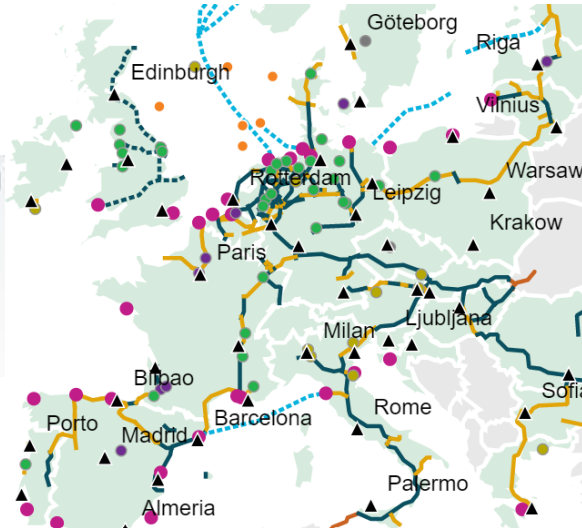 Göteborg
Riga
Edinburgh
Vilnius
Warsaw
Rotterdam
Leipzig
Krakow
Paris
Ljubljana
Milan
Bilbao
Rome
Sofia
Porto
Barcelona
Madrid
Palermo
Almeria